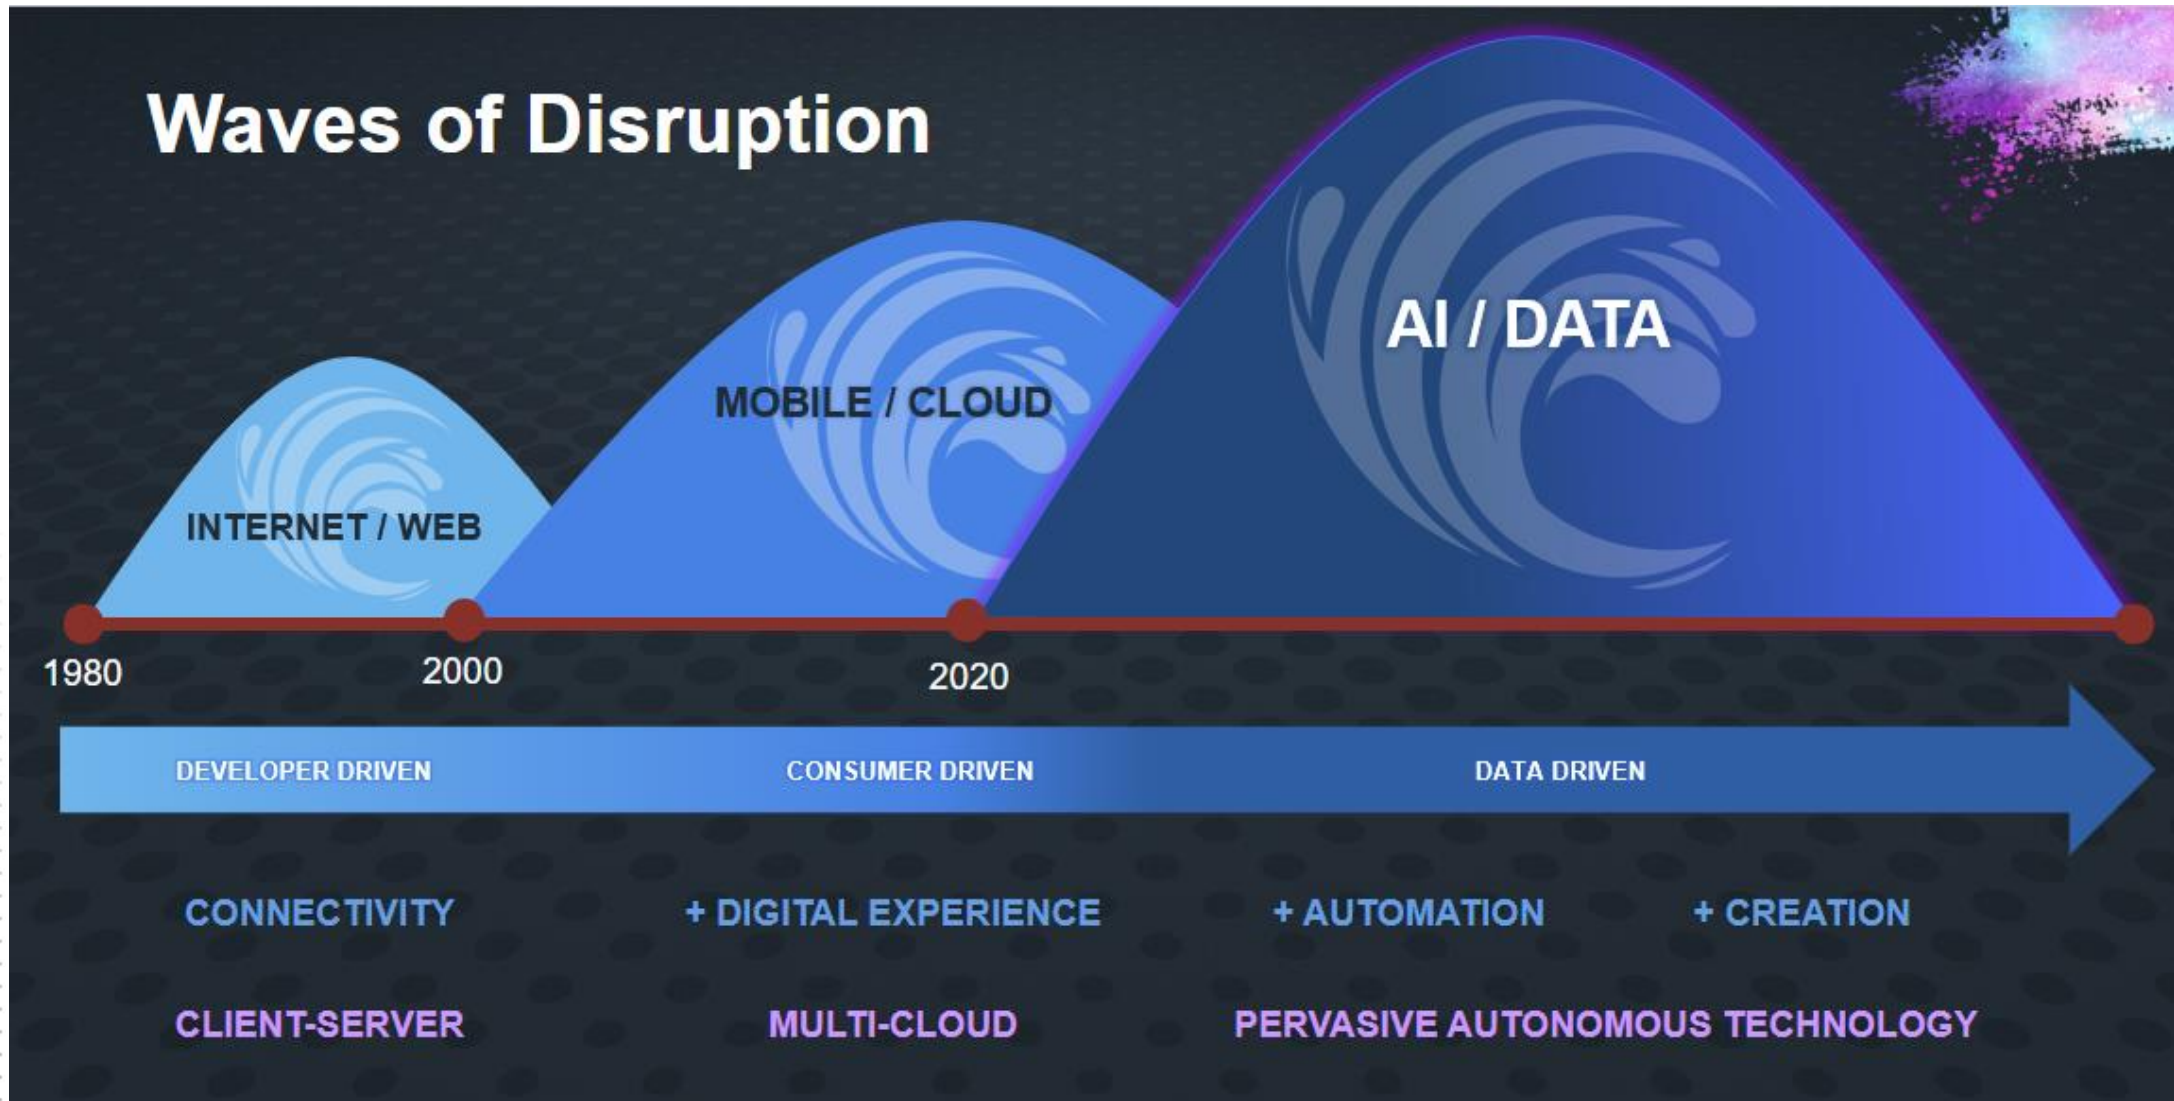 Waves of Disruption
AI / DATA
MOBILE / CLOUD
INTERNET / WEB
1980
2000
2020
DEVELOPER DRIVEN
CONSUMER DRIVEN
DATA DRIVEN
CONNECTIVITY
+ DIGITAL EXPERIENCE
+ AUTOMATION
+ CREATION
CLIENT-SERVER
MULTI-CLOUD
PERVASIVE AUTONOMOUS TECHNOLOGY